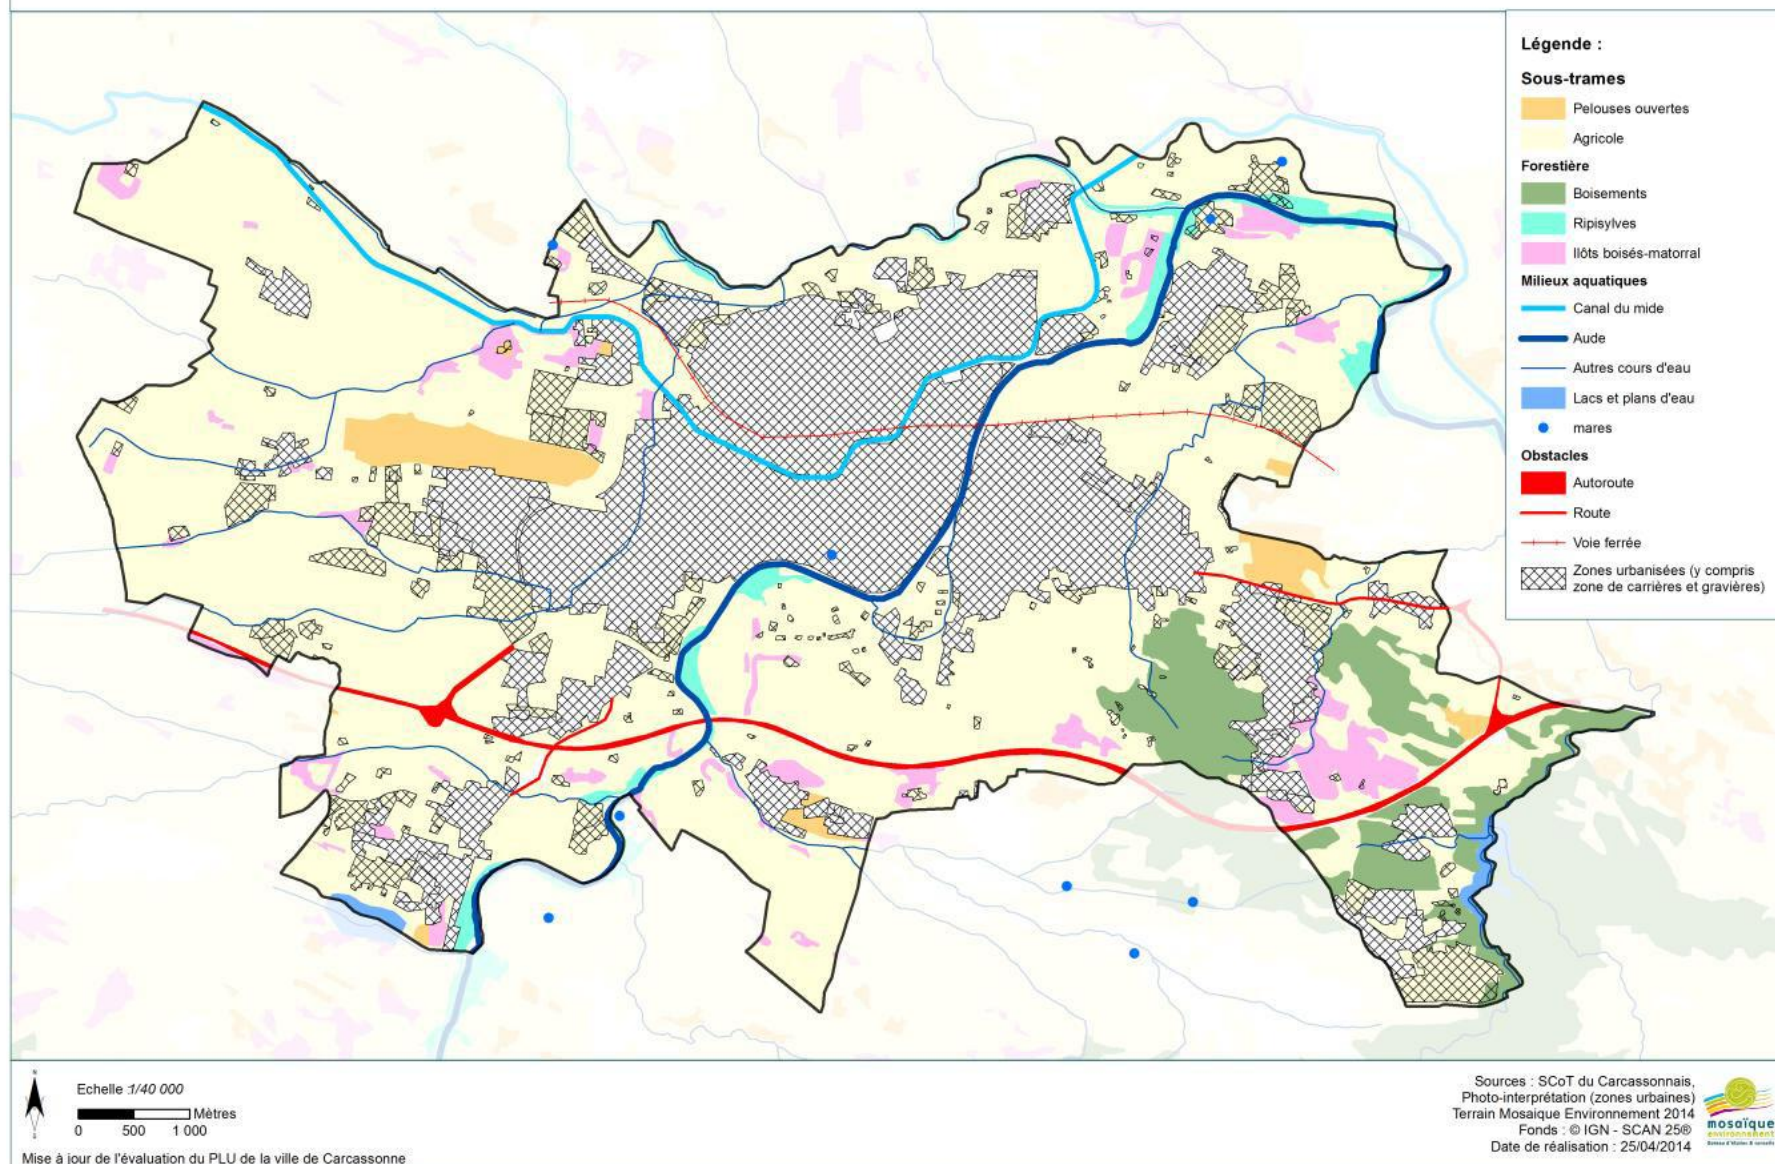 Légende :
Sous-trames
Pelouses ouvertes
Agricole
Forestière
Boisements
Ripisylves
Ilôts boisés-matorral
Milieux aquatiques
Canal du mide
Aude
Autres cours d'eau
Lacs et plans d'eau
mares
Obstacles
Autoroute
Route
Voie ferrée
Zones urbanisées (y compris
zone de carrières et gravières)
N
Echelle :1/40 000
Mètres
0 500 1 000
Mise à jour de l'évaluation du PLU de la ville de Carcassonne
Sources : SCoT du Carcassonnais,
Photo-interprétation (zones urbaines)
Terrain Mosaique Environnement 2014
Fonds : © IGN - SCAN 25®
Date de réalisation : 25/04/2014
mosaïque
environnement